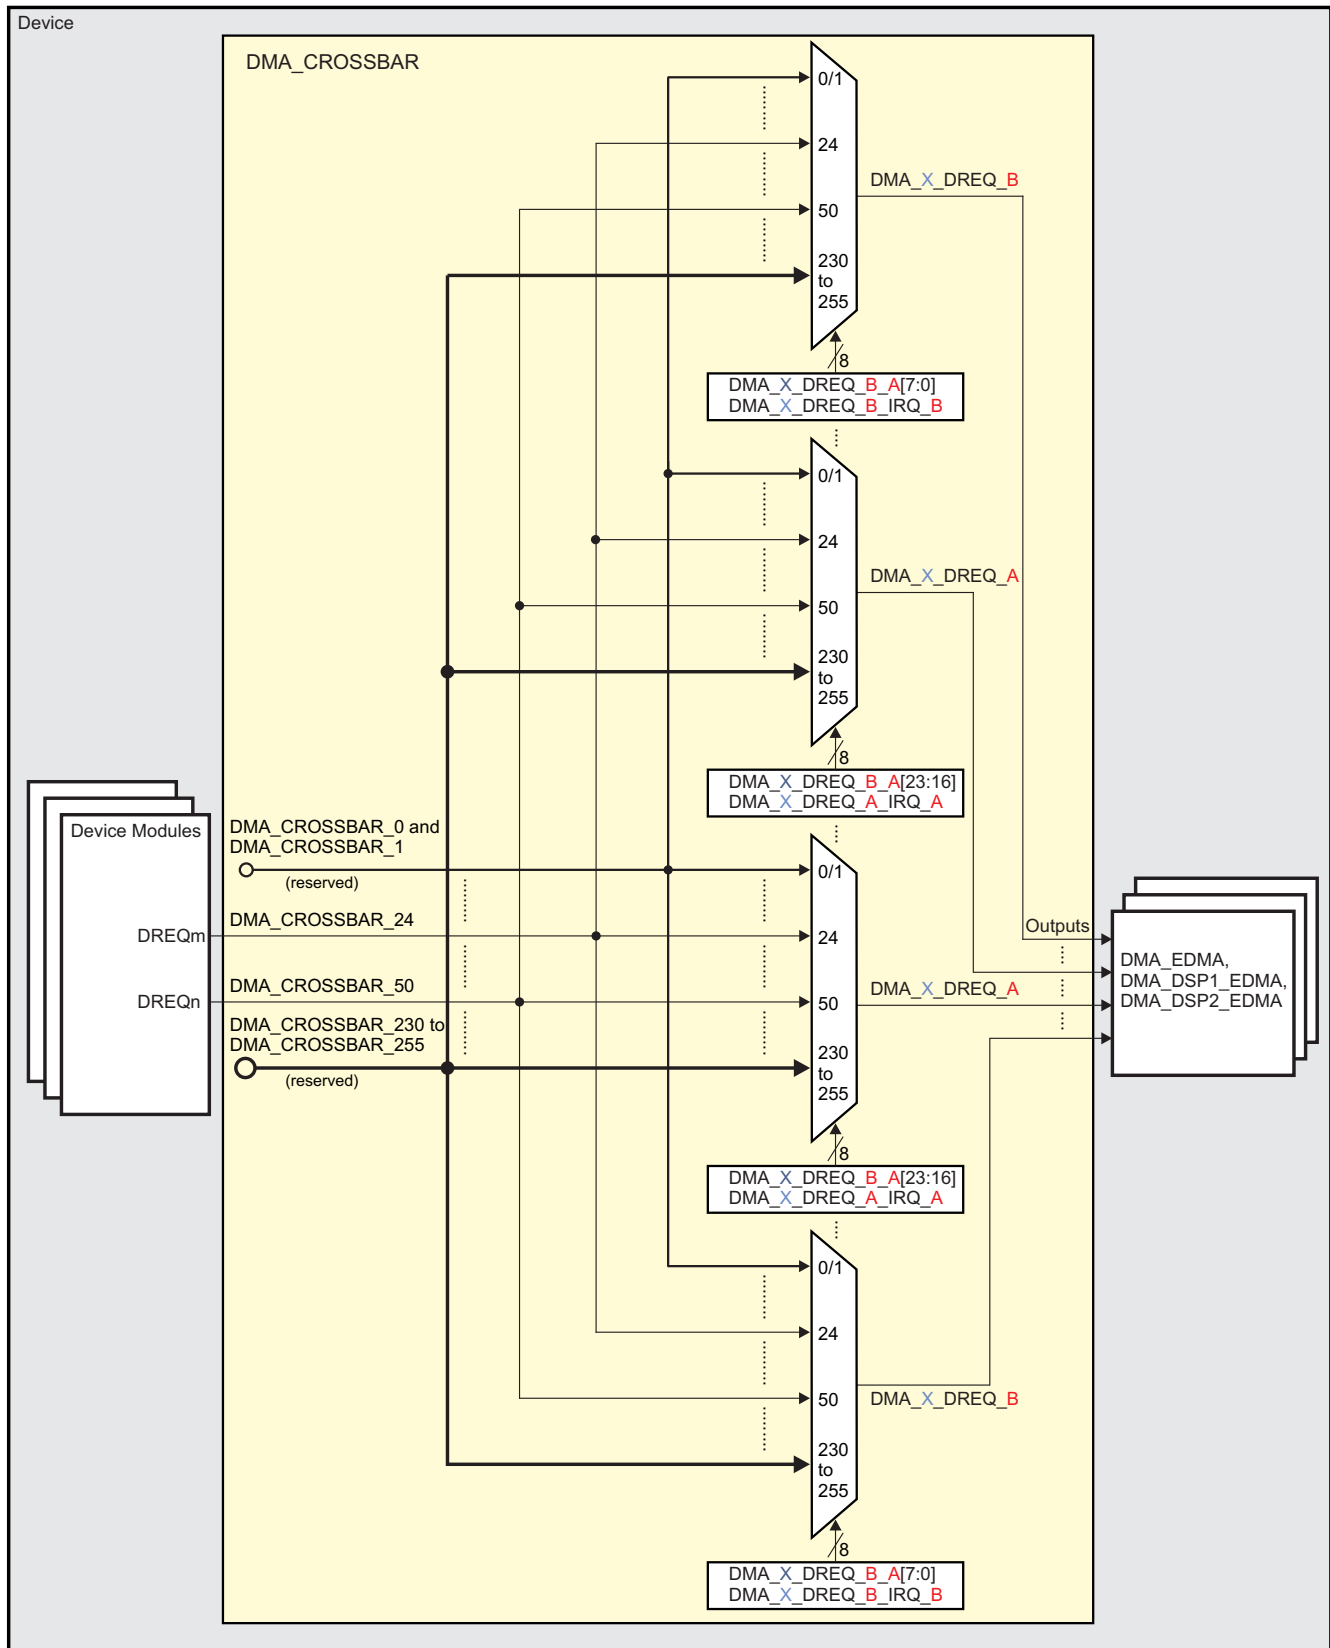 Device
DMA_CROSSBAR
0/1
24
50
230
to
255
DMA_X_DREQ_B
8
DMA_X_DREQ_B_A[7:0]
DMA_X_DREQ_B_IRQ_B
0/1
24
50
230
to
255
DMA_X_DREQ_A
8
DMA_X_DREQ_B_A[23:16]
DMA_X_DREQ_A_IRQ_A
Device Modules
DREQm
DREQn
DMA_CROSSBAR_0 and
DMA_CROSSBAR_1
(reserved)
DMA_CROSSBAR_24
DMA_CROSSBAR_50
DMA_CROSSBAR_230 to
DMA_CROSSBAR_255
(reserved)
0/1
24
50
230
to
255
DMA_X_DREQ_A
Outputs
DMA_EDMA,
DMA_DSP1_EDMA,
DMA_DSP2_EDMA
8
DMA_X_DREQ_B_A[23:16]
DMA_X_DREQ_A_IRQ_A
0/1
24
50
230
to
255
DMA_X_DREQ_B
8
DMA_X_DREQ_B_A[7:0]
DMA_X_DREQ_B_IRQ_B